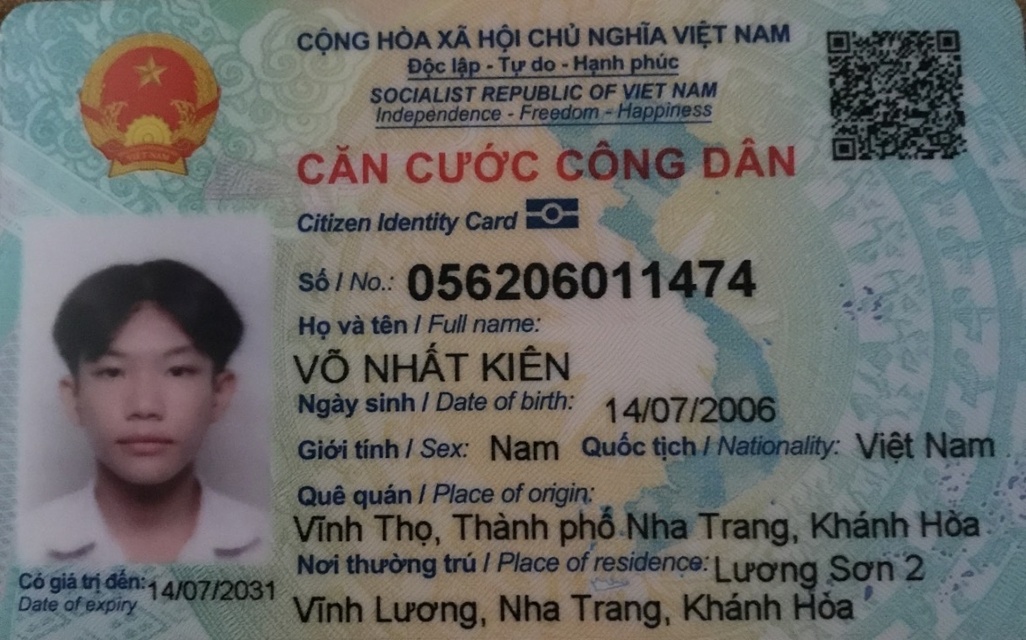 CỘNG HÒA XÃ HỘI CHỦ NGHĨA VIỆT NAM
Độc lập - Tự do - Hạnh phúc
SOCIALIST REPUBLIC OF VIET NAM
Independence - Freedom - Happiness
VIỆT NAM
CĂN CƯỚC CÔNG DÂN
Citizen Identity Card
Số / No.: 056206011474
Họ và tên / Full name:
VÕ NHẤT KIÊN
Ngày sinh / Date of birth: 14/07/2006
Giới tính / Sex: Nam Quốc tịch / Nationality: Việt Nam
Quê quán / Place of origin:
Vĩnh Thọ, Thành phố Nha Trang, Khánh Hòa
Nơi thường trú / Place of residence: Lương Sơn 2
Vĩnh Lương, Nha Trang, Khánh Hòa
Có giá trị đến: 14/07/2031
Date of expiry